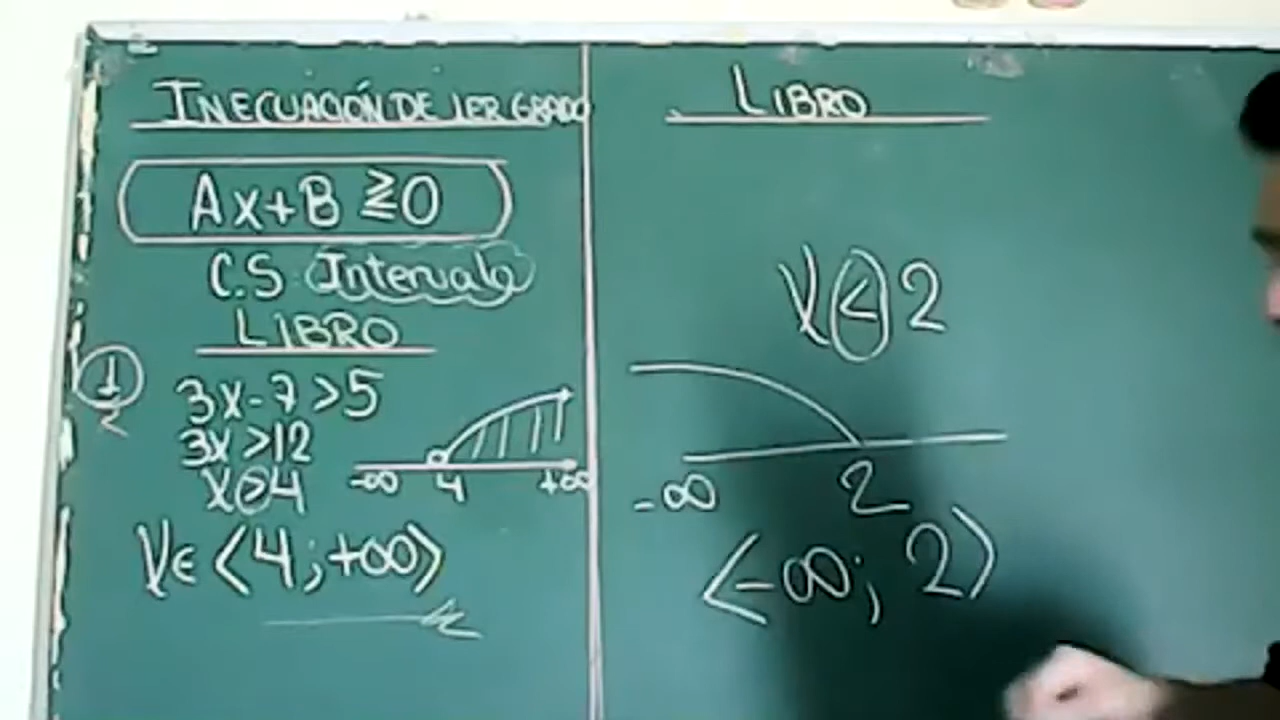 INECUACIÓN DE 1ER GRADO
Ax+B ⪌ 0
C.S Intervalo
LIBRO
1
3x-7>5
3x>12
x>4
-∞ 4 +∞
x∈⟨4;+∞⟩
LIBRO
x<2
-∞ 2
⟨-∞; 2⟩